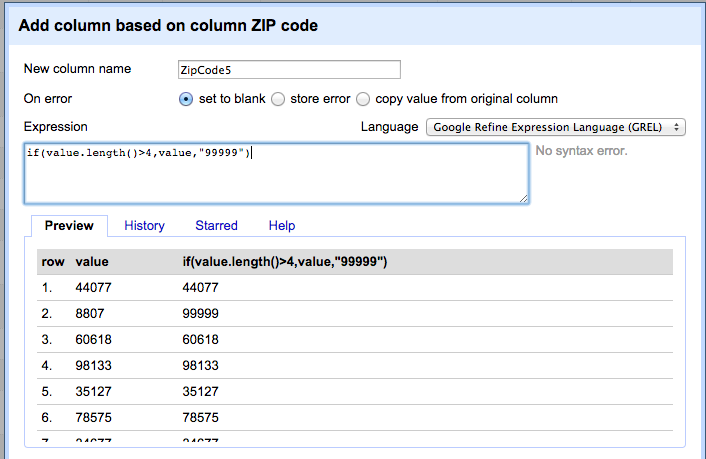 Add column based on column ZIP code
New column name ZipCode5
On error set to blank store error copy value from original column
Expression Language Google Refine Expression Language (GREL)
if(value.length()>4,value,"99999")
No syntax error.
Preview History Starred Help
row value if(value.length()>4,value,"99999")
1. 44077 44077
2. 8807 99999
3. 60618 60618
4. 98133 98133
5. 35127 35127
6. 78575 78575